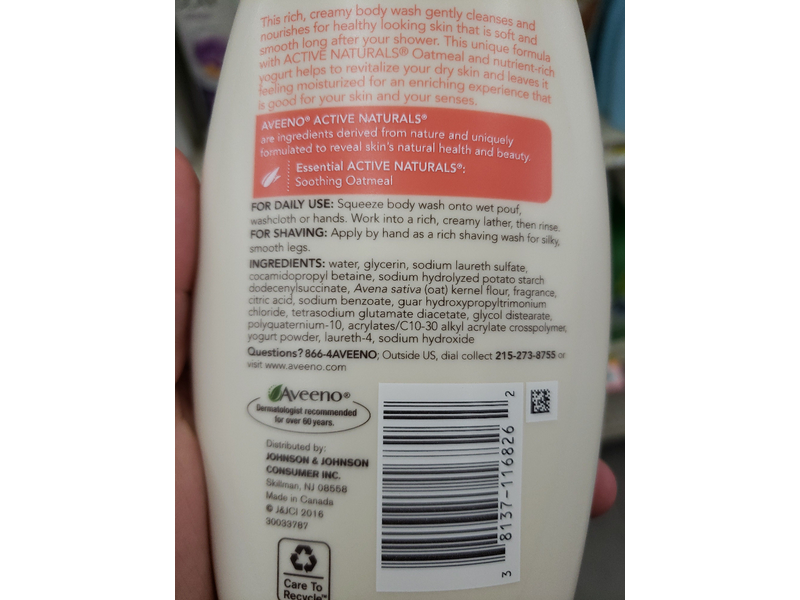 This rich, creamy body wash gently cleanses and
nourishes for healthy looking skin that is soft and
smooth long after your shower. This unique formula
with ACTIVE NATURALS® Oatmeal and nutrient-rich
yogurt helps to revitalize your dry skin and leaves it
feeling moisturized for an enriching experience that
is good for your skin and your senses.
AVEENO® ACTIVE NATURALS®
are ingredients derived from nature and uniquely
formulated to reveal skin's natural health and beauty.
Essential ACTIVE NATURALS®:
Soothing Oatmeal
FOR DAILY USE: Squeeze body wash onto wet pouf,
washcloth or hands. Work into a rich, creamy lather, then rinse.
FOR SHAVING: Apply by hand as a rich shaving wash for silky,
smooth legs.
INGREDIENTS: water, glycerin, sodium laureth sulfate,
cocamidopropyl betaine, sodium hydrolyzed potato starch
dodecenylsuccinate, Avena sativa (oat) kernel flour, fragrance,
citric acid, sodium benzoate, guar hydroxypropyltrimonium
chloride, tetrasodium glutamate diacetate, glycol distearate,
polyquaternium-10, acrylates/C10-30 alkyl acrylate crosspolymer,
yogurt powder, laureth-4, sodium hydroxide
Questions? 866-4AVEENO; Outside US, dial collect 215-273-8755 or
visit www.aveeno.com
Aveeno®
Dermatologist recommended
for over 60 years.
Distributed by:
JOHNSON & JOHNSON
CONSUMER INC.
Skillman, NJ 08558
Made in Canada
© J&JCI 2016
30033787
Care To
Recycle™
3 8137-116826 2